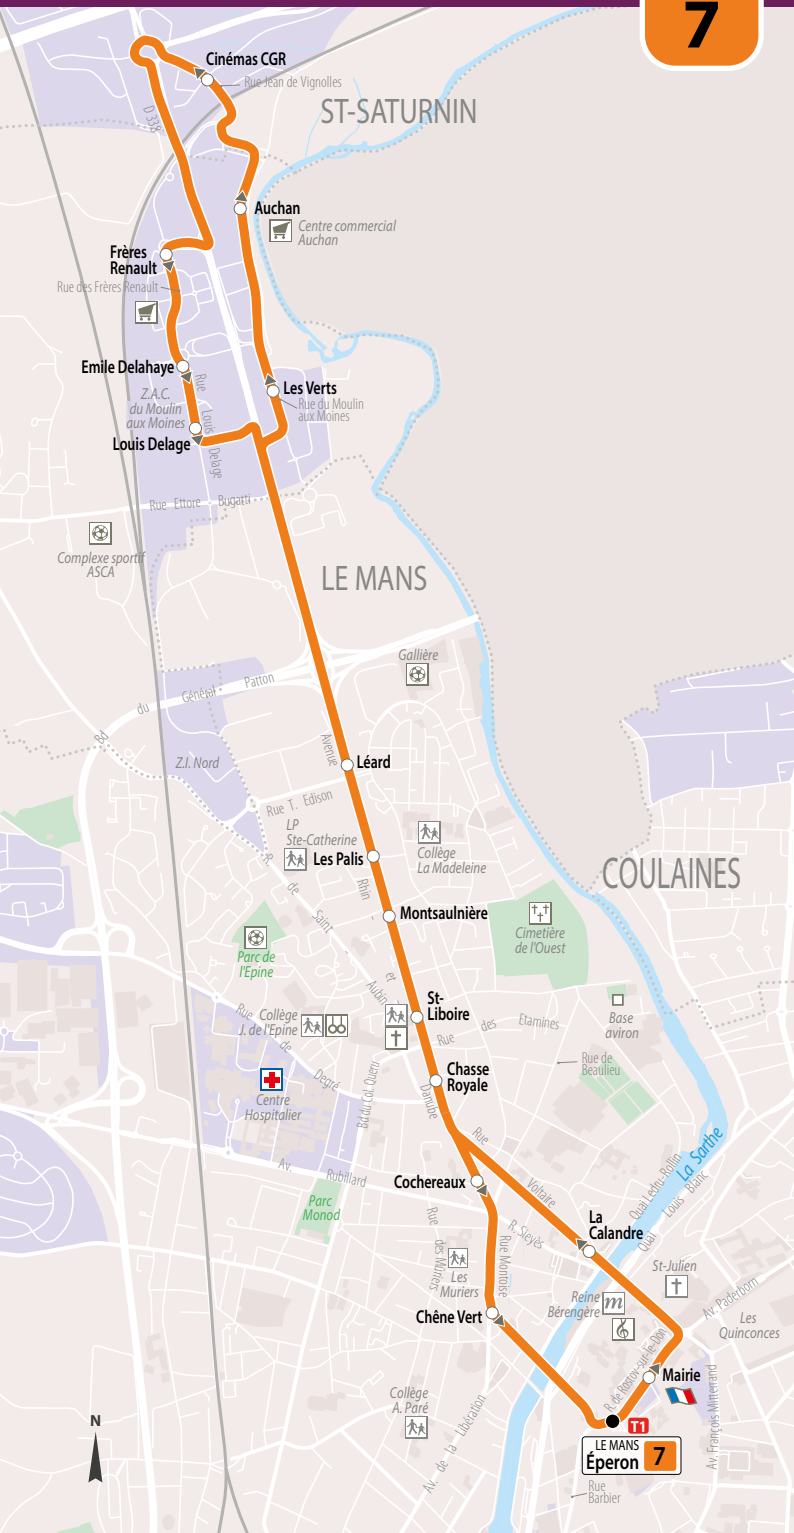 7
Cinémas CGR
Rue Jean de Vignolles
ST-SATURNIN
D 338
Auchan
Centre commercial
Auchan
Frères
Renault
Rue des Frères Renault
Emile Delahaye
Les Verts
Z.A.C.
du Moulin
aux Moines
Rue Louis Delage
Rue du Moulin
aux Moines
Louis Delage
Rue Ettore Bugatti
Complexe sportif
ASCA
LE MANS
Gallière
Bd du Général Patton
Z.I. Nord
Avenue
Léard
Rue T. Edison
LP
Ste-Catherine
Les Palis
Collège
La Madeleine
COULAINES
R. de Saint Aubin
Rhin -
Montsaulnière
Cimetière
de l'Ouest
Parc de
l'Epine
et
St-
Liboire
Rue des Etamines
Base
aviron
Rue de Degré
Collège
J. de l'Epine
Rue de
Beaulieu
Chasse
Royale
Centre
Hospitalier
Bd du Col. Quetu
Danube
Rue Voltaire
Av. Rubillard
Cochereaux
Parc
Monod
Quai Ledru-Rollin
La Sarthe
Quai Louis Blanc
La
Calandre
Rue des Muriers
R. Sieyès
Rue Montoise
Les
Muriers
St-Julien
Reine
Bérengère
m
Av. Paderborn
Les
Quinconces
Chêne Vert
R. de Rostov-sur-le-Don
Mairie
Collège
A. Paré
Av. de la Libération
Av. François Mitterrand
N
T1
LE MANS
Éperon 7
Rue
Barbier